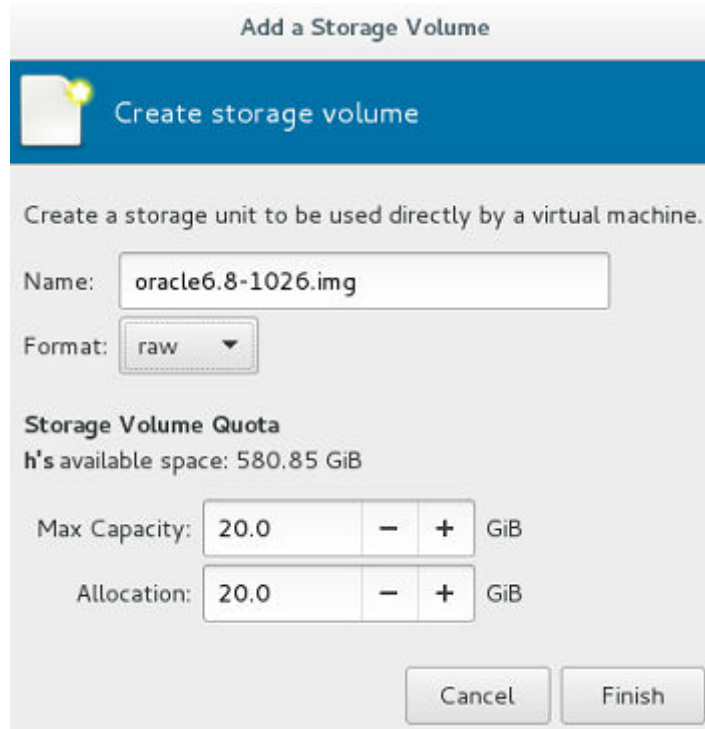 Add a Storage Volume
Create storage volume
Create a storage unit to be used directly by a virtual machine.
Name: oracle6.8-1026.img
Format: raw
Storage Volume Quota
h's available space: 580.85 GiB
Max Capacity: 20.0 − + GiB
Allocation: 20.0 − + GiB
Cancel Finish